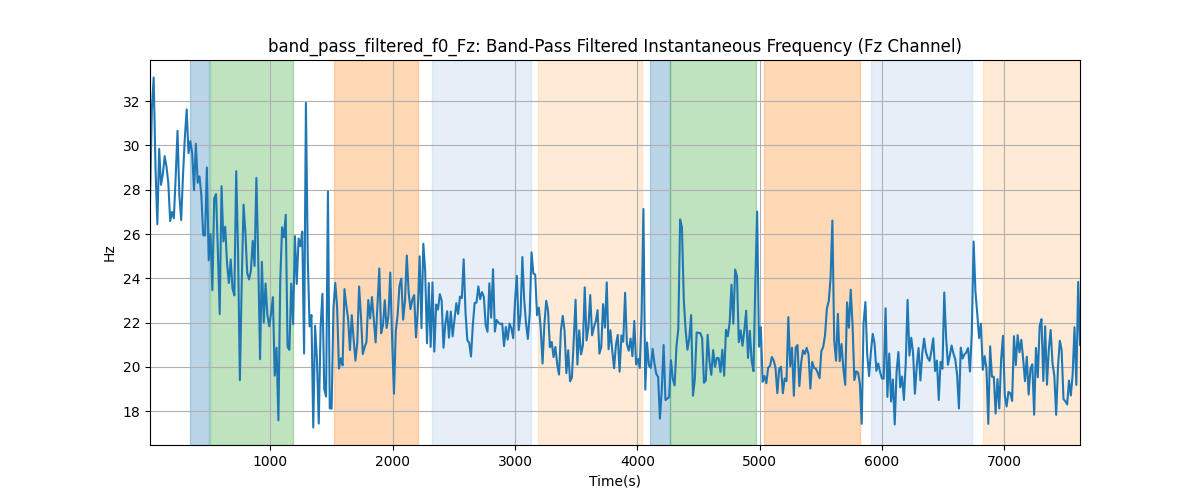 band_pass_filtered_f0_Fz: Band-Pass Filtered Instantaneous Frequency (Fz Channel)
32
30
28
26
24
22
20
18
Hz
1000 2000 3000 4000 5000 6000 7000
Time(s)